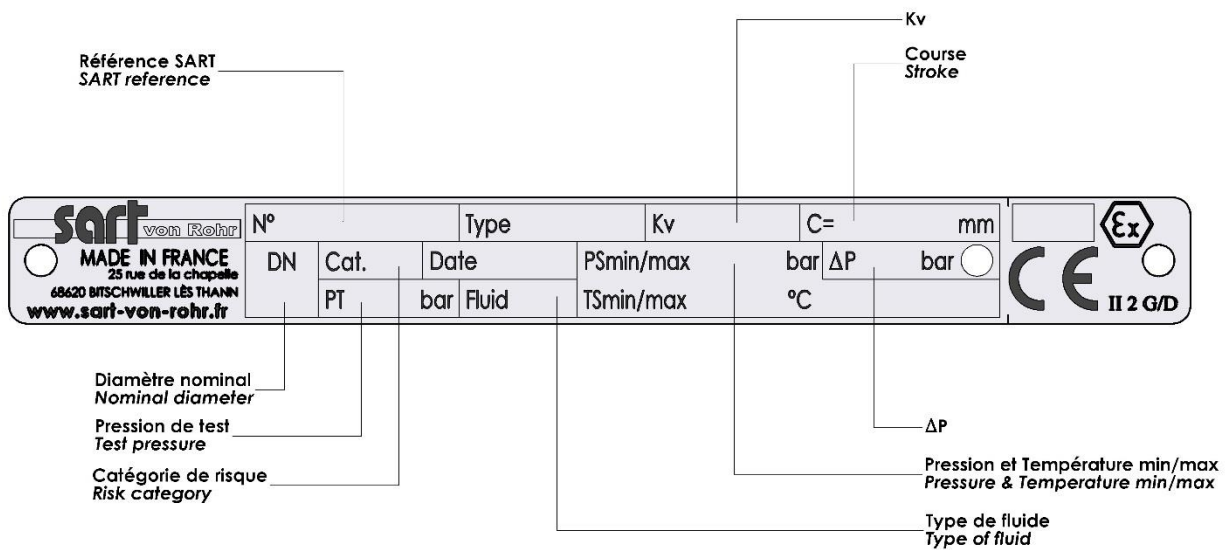 Kv
Référence SART
SART reference
Course
Stroke
sart von Rohr
MADE IN FRANCE
25 rue de la chapelle
68620 BITSCHWILLER LÈS THANN
www.sart-von-rohr.fr
Nº Type Kv C= mm
DN Cat. Date PSmin/max bar ΔP bar
PT bar Fluid TSmin/max ºC
Ex
CE II 2 G/D
Diamètre nominal
Nominal diameter
Pression de test
Test pressure
Catégorie de risque
Risk category
ΔP
Pression et Température min/max
Pressure & Temperature min/max
Type de fluide
Type of fluid